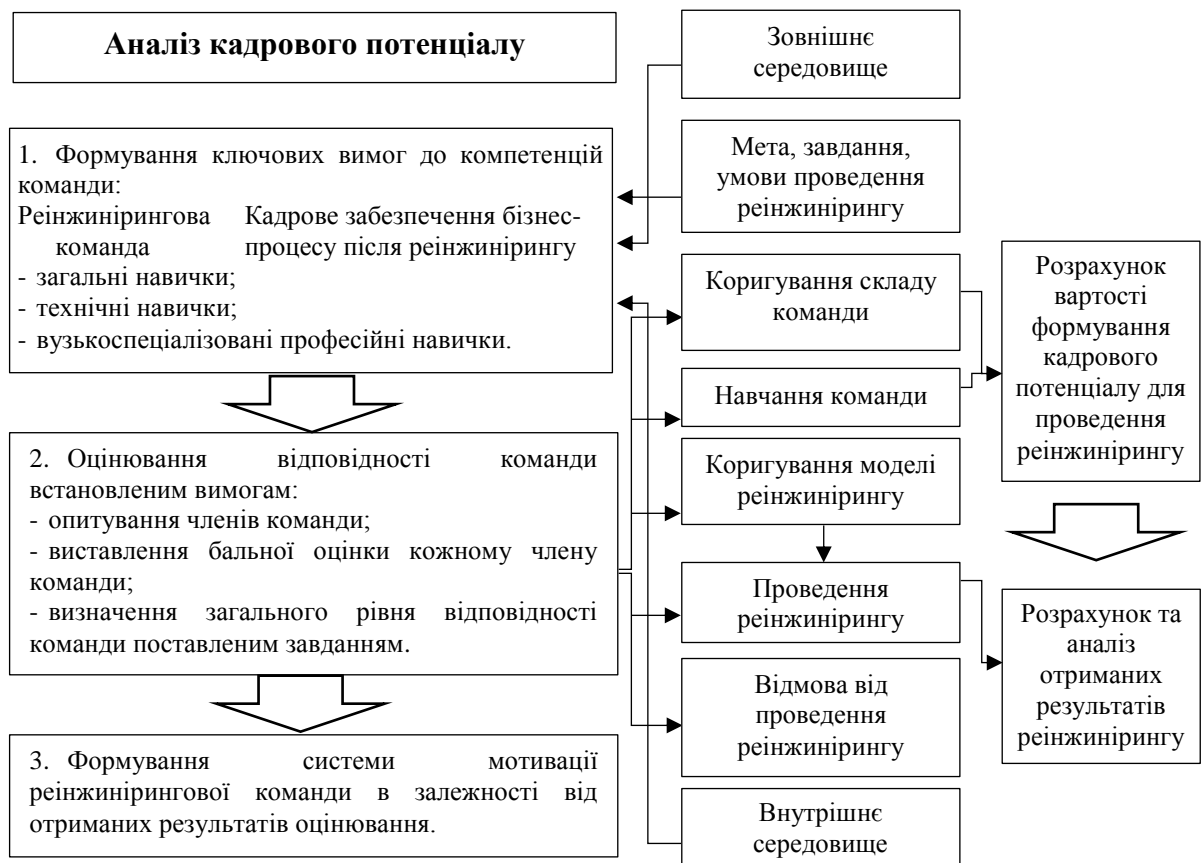 Аналіз кадрового потенціалу
1. Формування ключових вимог до компетенцій
команди:
Реінжинірингова Кадрове забезпечення бізнес-
команда процесу після реінжинірингу
- загальні навички;
- технічні навички;
- вузькоспеціалізовані професійні навички.
2. Оцінювання відповідності команди
встановленим вимогам:
- опитування членів команди;
- виставлення бальної оцінки кожному члену
команди;
- визначення загального рівня відповідності
команди поставленим завданням.
3. Формування системи мотивації
реінжинірингової команди в залежності від
отриманих результатів оцінювання.
Зовнішнє
середовище
Мета, завдання,
умови проведення
реінжинірингу
Коригування складу
команди
Навчання команди
Коригування моделі
реінжинірингу
Проведення
реінжинірингу
Відмова від
проведення
реінжинірингу
Внутрішнє
середовище
Розрахунок
вартості
формування
кадрового
потенціалу для
проведення
реінжинірингу
Розрахунок та
аналіз
отриманих
результатів
реінжинірингу